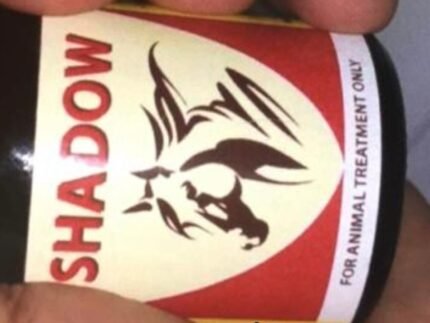 SHADOW
FOR ANIMAL TREATMENT ONLY